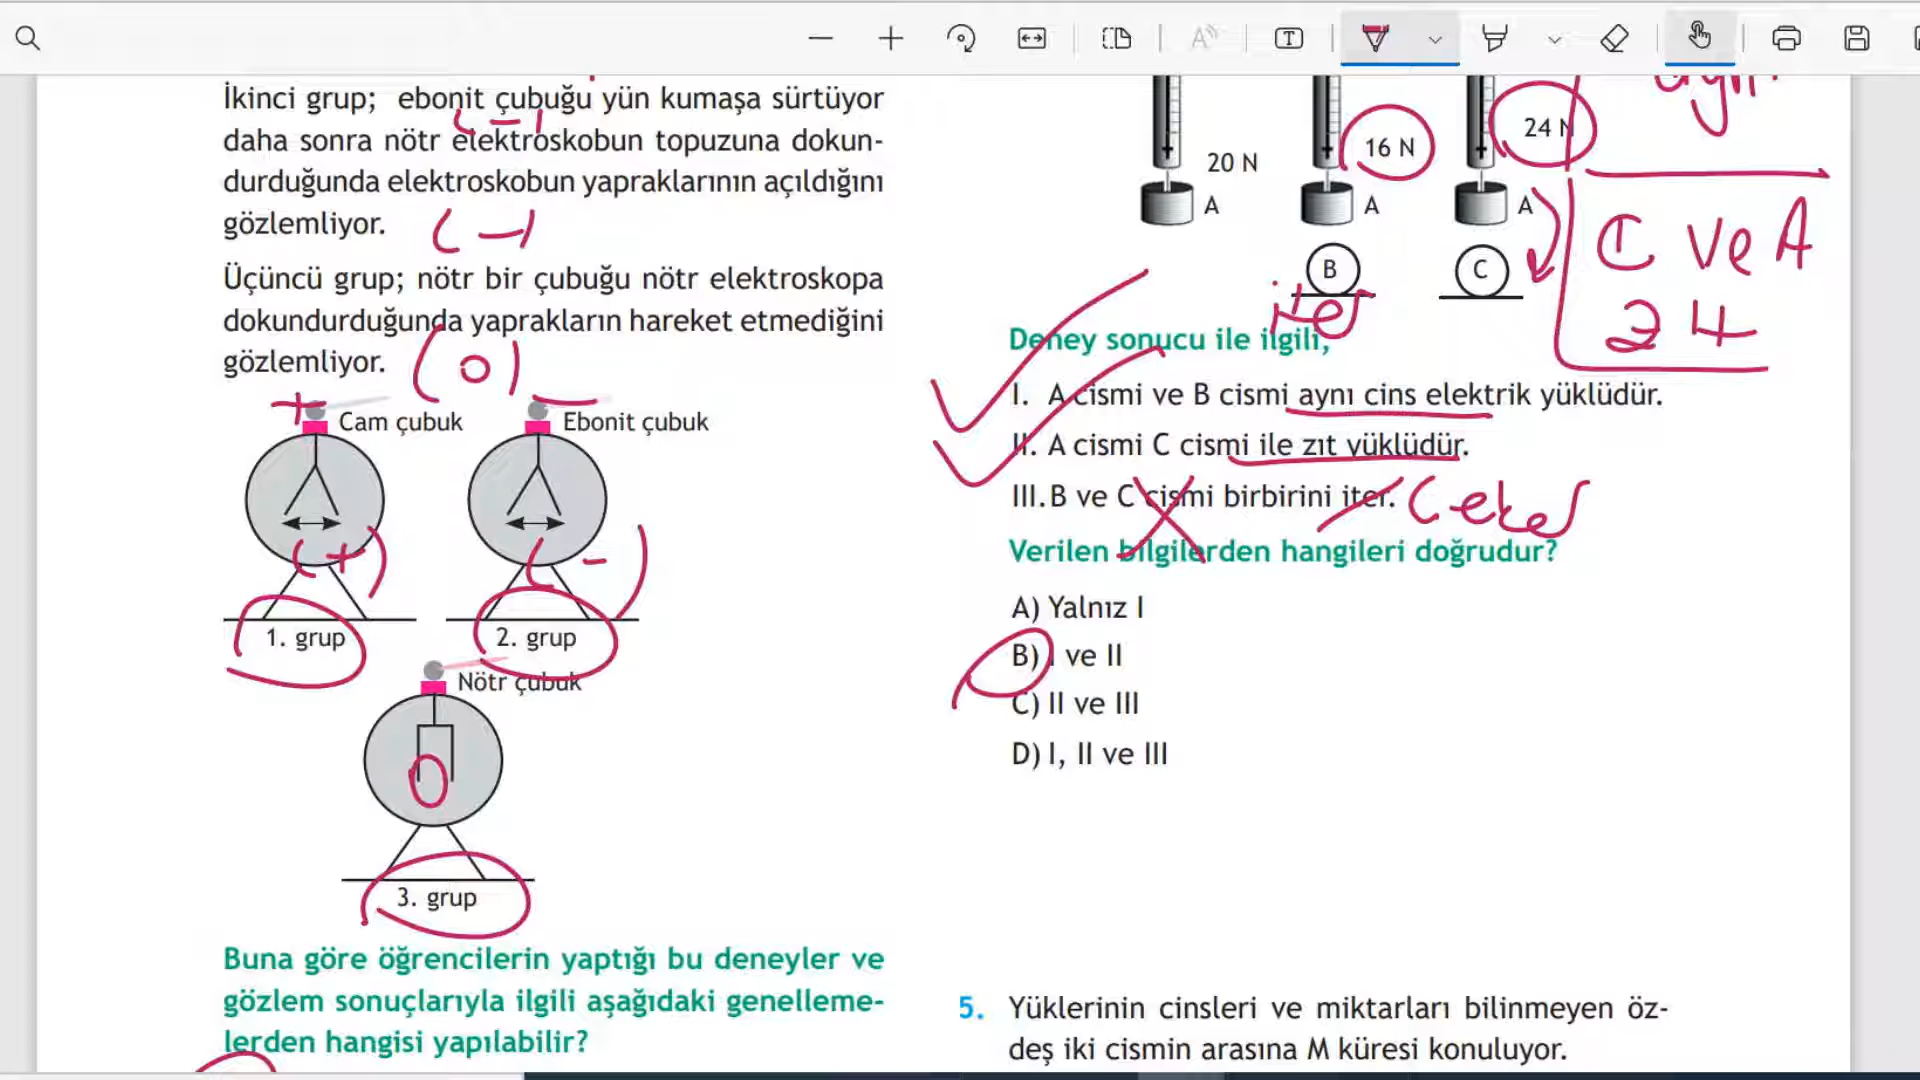 İkinci grup; ebonit çubuğu yün kumaşa sürtüyor
(-)
daha sonra nötr elektroskobun topuzuna dokun-
durduğunda elektroskobun yapraklarının açıldığını
gözlemliyor.
(-)
Üçüncü grup; nötr bir çubuğu nötr elektroskopa
dokundurduğunda yaprakların hareket etmediğini
gözlemliyor.
(0)
+
Cam çubuk
Ebonit çubuk
(+)
(-)
1. grup
2. grup
Nötr çubuk
0
3. grup
Buna göre öğrencilerin yaptığı bu deneyler ve
gözlem sonuçlarıyla ilgili aşağıdaki genelleme-
lerden hangisi yapılabilir?
20 N
16 N
24 N
A
A
A
B
C
iter
C ve A
24
Deney sonucu ile ilgili,
I. A cismi ve B cismi aynı cins elektrik yüklüdür.
II. A cismi C cismi ile zıt yüklüdür.
III. B ve C cismi birbirini iter. Çeker
Verilen bilgilerden hangileri doğrudur?
A) Yalnız I
B) I ve II
C) II ve III
D) I, II ve III
5. Yüklerinin cinsleri ve miktarları bilinmeyen öz-
deş iki cismin arasına M küresi konuluyor.